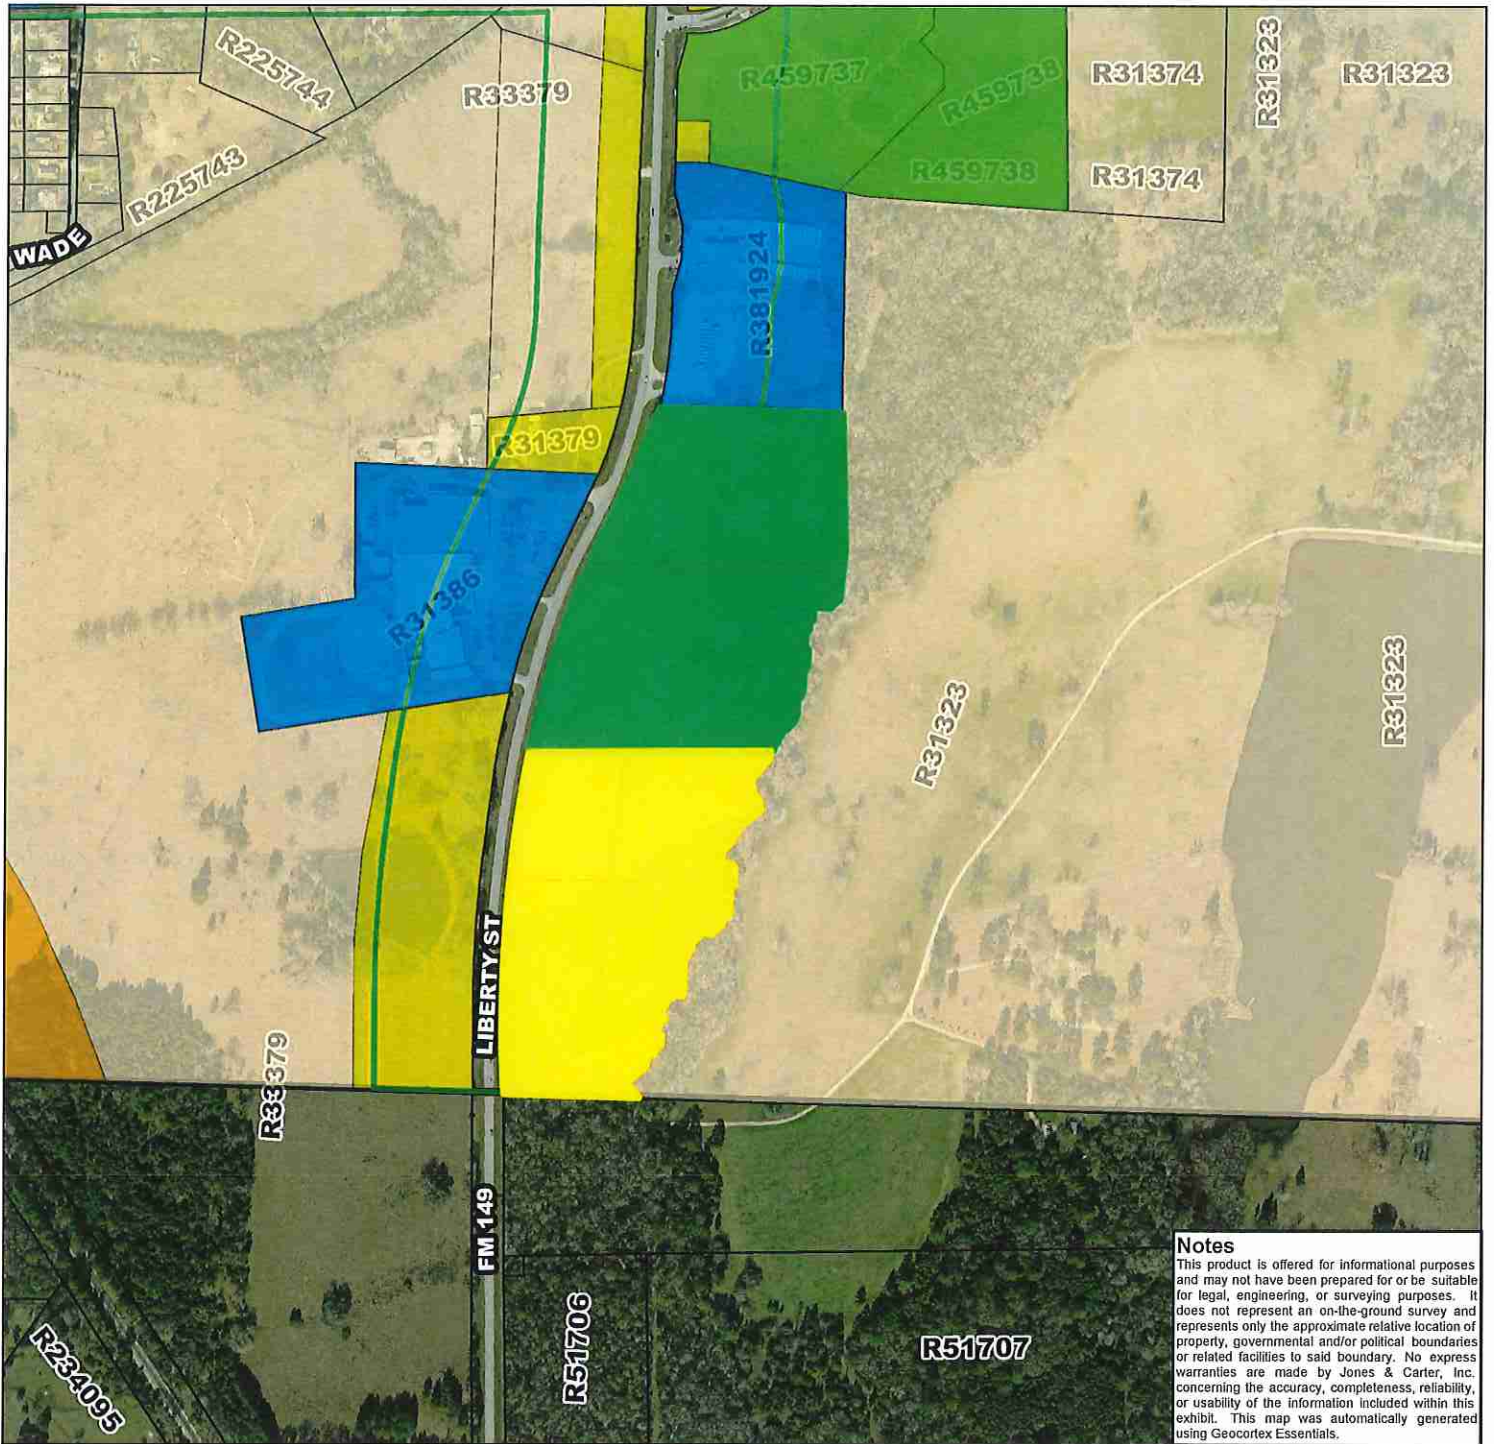 R225744
R33379
R459737
R459738
R31374
R31323
R31323
R225743
R459738
R31374
WADE
R381924
R31379
R31386
R31323
R31323
LIBERTY ST
R33379
FM 149
R51706
R51707
R234095
Notes
This product is offered for informational purposes
and may not have been prepared for or be suitable
for legal, engineering, or surveying purposes. It
does not represent an on-the-ground survey and
represents only the approximate relative location of
property, governmental and/or political boundaries
or related facilities to said boundary. No express
warranties are made by Jones & Carter, Inc.
concerning the accuracy, completeness, reliability,
or usability of the information included within this
exhibit. This map was automatically generated
using Geocortex Essentials.